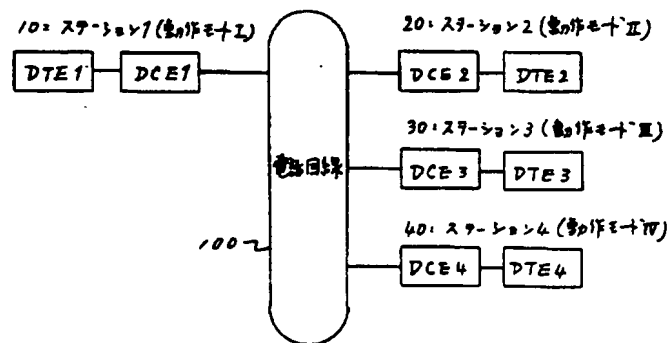 10: ステーション1 (動作モードI)
DTE1
DCE1
20: ステーション2 (動作モードII)
DCE2
DTE2
30: ステーション3 (動作モードIII)
DCE3
DTE3
電話回線
40: ステーション4 (動作モードIV)
100
DCE4
DTE4